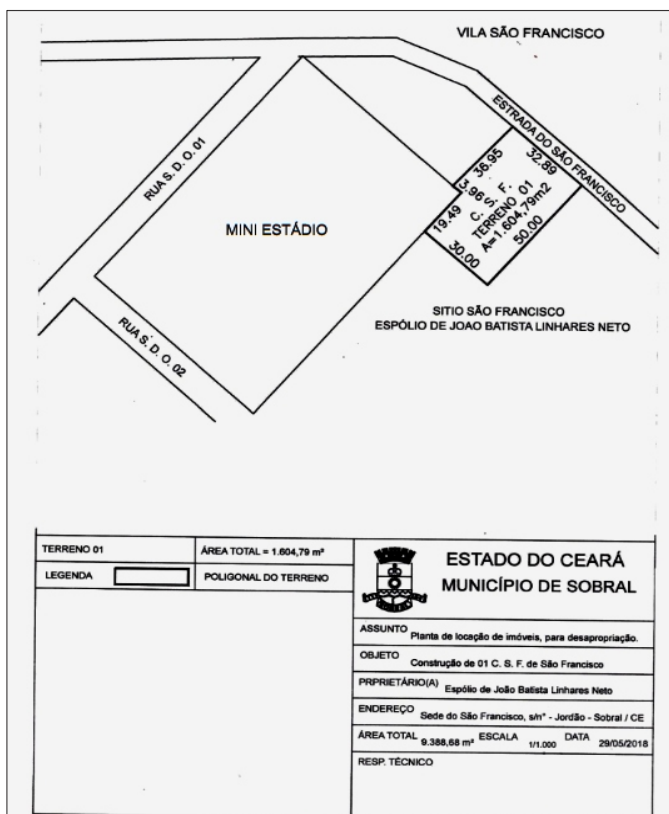 VILA SÃO FRANCISCO
ESTRADA DO SÃO FRANCISCO
RUA S. D. O. 01
MINI ESTÁDIO
36.95
32.89
3.96
19.49
C. S. F.
TERRENO 01
A=1.604,79m2
30.00
50.00
SITIO SÃO FRANCISCO
ESPÓLIO DE JOAO BATISTA LINHARES NETO
RUA S. D. O. 02
TERRENO 01
ÁREA TOTAL = 1.604,79 m²
LEGENDA
POLIGONAL DO TERRENO
ESTADO DO CEARÁ
MUNICÍPIO DE SOBRAL
ASSUNTO Planta de locação de imóveis, para desapropriação.
OBJETO Construção de 01 C. S. F. de São Francisco
PRPRIETÁRIO(A) Espólio de João Batista Linhares Neto
ENDEREÇO Sede do São Francisco, s/n° - Jordão - Sobral / CE
ÁREA TOTAL 9.388,68 m² ESCALA 1/1.000 DATA 29/05/2018
RESP. TÉCNICO